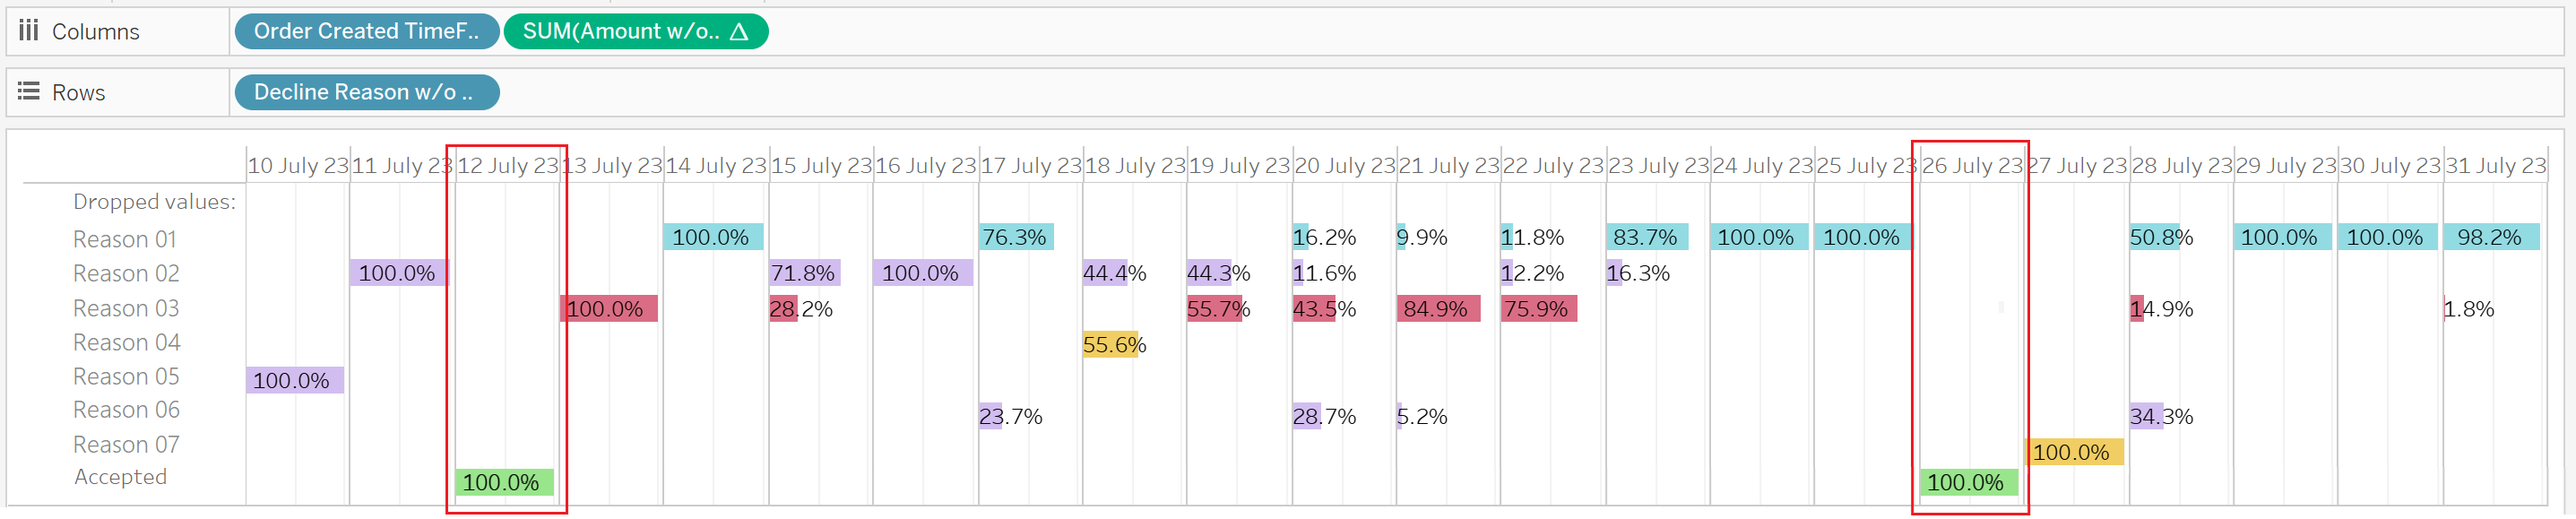 Columns Order Created TimeF.. SUM(Amount w/o.. △
Rows Decline Reason w/o ..
10 July 23 11 July 23 12 July 23 13 July 23 14 July 23 15 July 23 16 July 23 17 July 23 18 July 23 19 July 23 20 July 23 21 July 23 22 July 23 23 July 23 24 July 23 25 July 23 26 July 23 27 July 23 28 July 23 29 July 23 30 July 23 31 July 23
Dropped values:
Reason 01 100.0% 76.3% 16.2% 9.9% 11.8% 83.7% 100.0% 100.0% 50.8% 100.0% 100.0% 98.2%
Reason 02 100.0% 71.8% 100.0% 44.4% 44.3% 11.6% 12.2% 16.3%
Reason 03 100.0% 28.2% 55.7% 43.5% 84.9% 75.9% 14.9% 1.8%
Reason 04 55.6%
Reason 05 100.0%
Reason 06 23.7% 28.7% 5.2% 34.3%
Reason 07 100.0%
Accepted 100.0% 100.0%